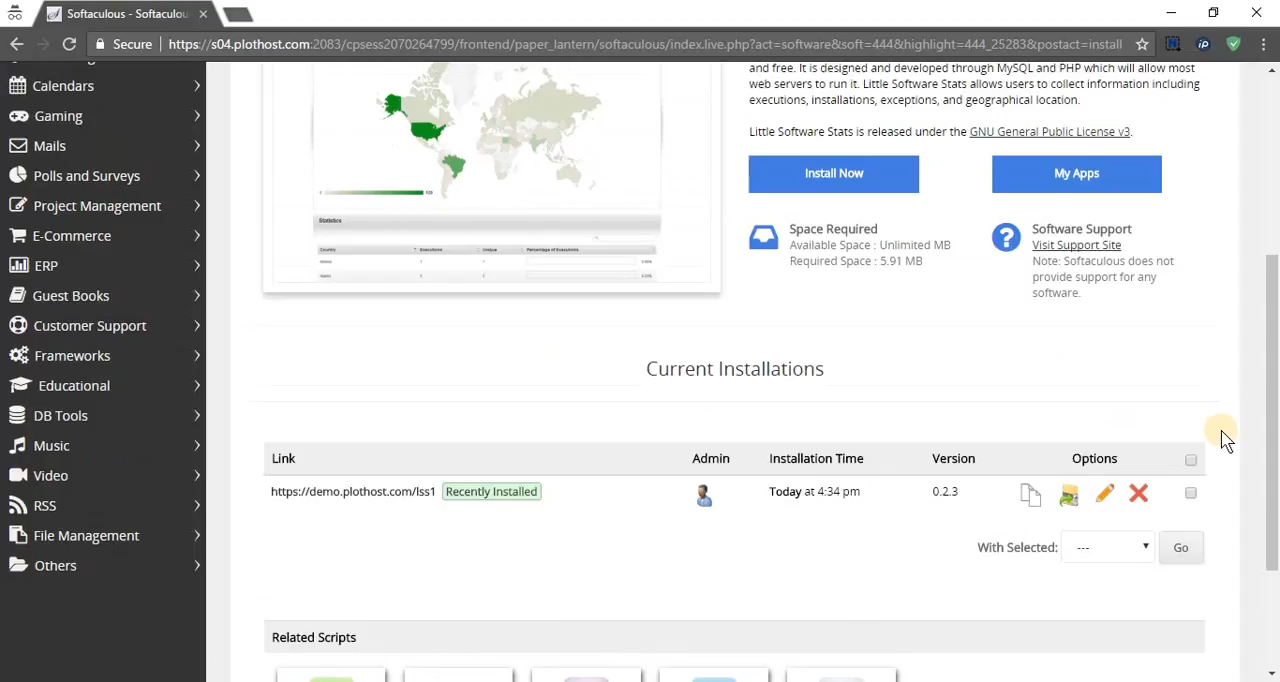 Softaculous - Softaculou
Secure
https://s04.plothost.com:2083/cpsess2070264799/frontend/paper_lantern/softaculous/index.live.php?act=software&soft=444&highlight=444_25283&postact=install
Calendars
Gaming
Mails
Polls and Surveys
Project Management
E-Commerce
ERP
Guest Books
Customer Support
Frameworks
Educational
DB Tools
Music
Video
RSS
File Management
Others
Statistics
Country Executions Unique Percentage of Executions
and free. It is designed and developed through MySQL and PHP which will allow most
web servers to run it. Little Software Stats allows users to collect information including
executions, installations, exceptions, and geographical location.
Little Software Stats is released under the GNU General Public License v3.
Install Now
My Apps
Space Required
Available Space : Unlimited MB
Required Space : 5.91 MB
Software Support
Visit Support Site
Note: Softaculous does not
provide support for any
software.
Current Installations
Link Admin Installation Time Version Options
https://demo.plothost.com/lss1 Recently Installed Today at 4:34 pm 0.2.3
With Selected: --- Go
Related Scripts